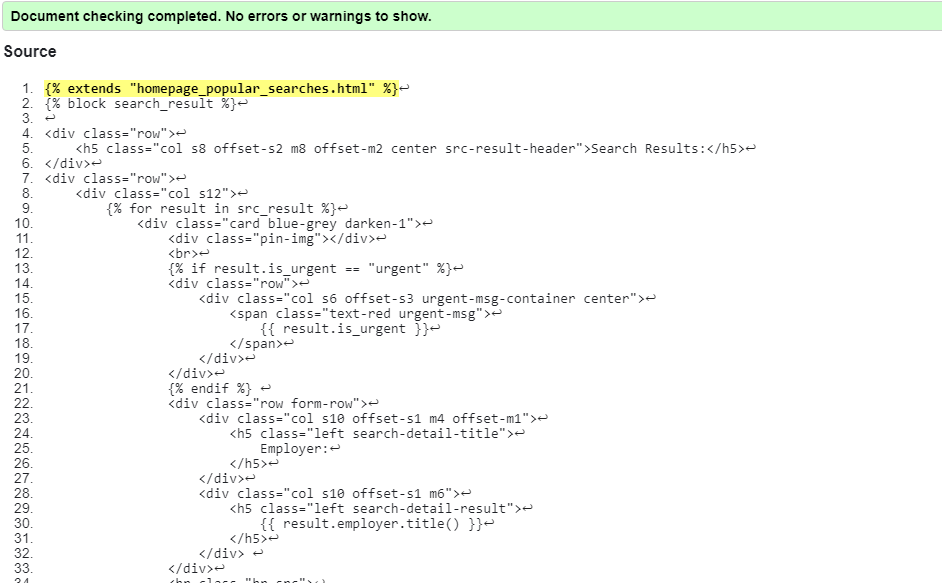 Document checking completed. No errors or warnings to show.
Source
1. {% extends "homepage_popular_searches.html" %}↩
2. {% block search_result %}↩
3. ↩
4. <div class="row">↩
5.     <h5 class="col s8 offset-s2 m8 offset-m2 center src-result-header">Search Results:</h5>↩
6. </div>↩
7. <div class="row">↩
8.     <div class="col s12">↩
9.         {% for result in src_result %}↩
10.             <div class="card blue-grey darken-1">↩
11.                 <div class="pin-img"></div>↩
12.                 <br>↩
13.                 {% if result.is_urgent == "urgent" %}↩
14.                 <div class="row">↩
15.                     <div class="col s6 offset-s3 urgent-msg-container center">↩
16.                         <span class="text-red urgent-msg">↩
17.                             {{ result.is_urgent }}↩
18.                         </span>↩
19.                     </div>↩
20.                 </div>↩
21.                 {% endif %} ↩
22.                 <div class="row form-row">↩
23.                     <div class="col s10 offset-s1 m4 offset-m1">↩
24.                         <h5 class="left search-detail-title">↩
25.                             Employer:↩
26.                         </h5>↩
27.                     </div>↩
28.                     <div class="col s10 offset-s1 m6">↩
29.                         <h5 class="left search-detail-result">↩
30.                             {{ result.employer.title() }}↩
31.                         </h5>↩
32.                     </div> ↩
33.                 </div>↩
34.                 <hr class="hr-src">↩